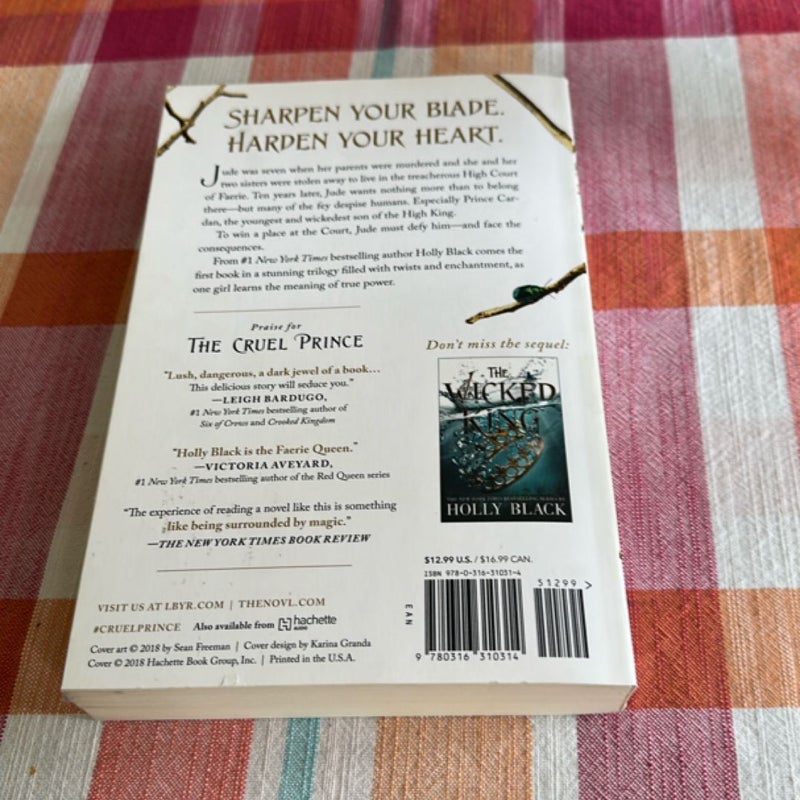 SHARPEN YOUR BLADE.
HARDEN YOUR HEART.
Jude was seven when her parents were murdered and she and her
two sisters were stolen away to live in the treacherous High Court
of Faerie. Ten years later, Jude wants nothing more than to belong
there—but many of the fey despise humans. Especially Prince Car-
dan, the youngest and wickedest son of the High King.
To win a place at the Court, Jude must defy him—and face the
consequences.
From #1 New York Times bestselling author Holly Black comes the
first book in a stunning trilogy filled with twists and enchantment, as
one girl learns the meaning of true power.
Praise for
THE CRUEL PRINCE
"Lush, dangerous, a dark jewel of a book...
This delicious story will seduce you."
—LEIGH BARDUGO,
#1 New York Times bestselling author of
Six of Crows and Crooked Kingdom
"Holly Black is the Faerie Queen."
—VICTORIA AVEYARD,
#1 New York Times bestselling author of the Red Queen series
"The experience of reading a novel like this is something
like being surrounded by magic."
—THE NEW YORK TIMES BOOK REVIEW
Don't miss the sequel:
THE
WICKED
KING
THE NEW YORK TIMES BESTSELLING SERIES BY
HOLLY BLACK
$12.99 U.S. / $16.99 CAN.
ISBN 978-0-316-31031-4
51299 >
EAN
9 780316 310314
VISIT US AT LBYR.COM | THENOVL.COM
#CRUELPRINCE Also available from hachette AUDIO
Cover art © 2018 by Sean Freeman | Cover design by Karina Granda
Cover © 2018 Hachette Book Group, Inc. | Printed in the U.S.A.